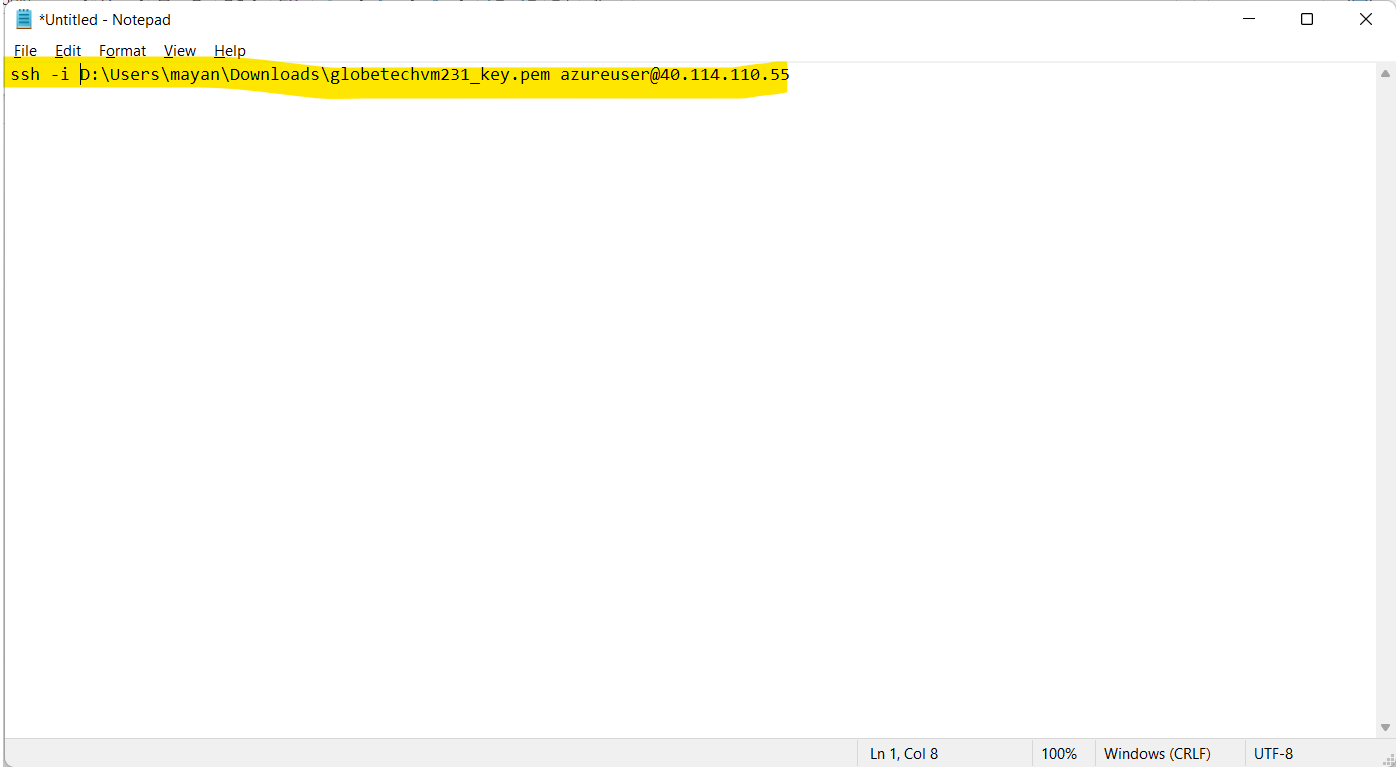 *Untitled - Notepad
File Edit Format View Help
ssh -i D:\Users\mayan\Downloads\globetechvm231_key.pem azureuser@40.114.110.55
Ln 1, Col 8 100% Windows (CRLF) UTF-8